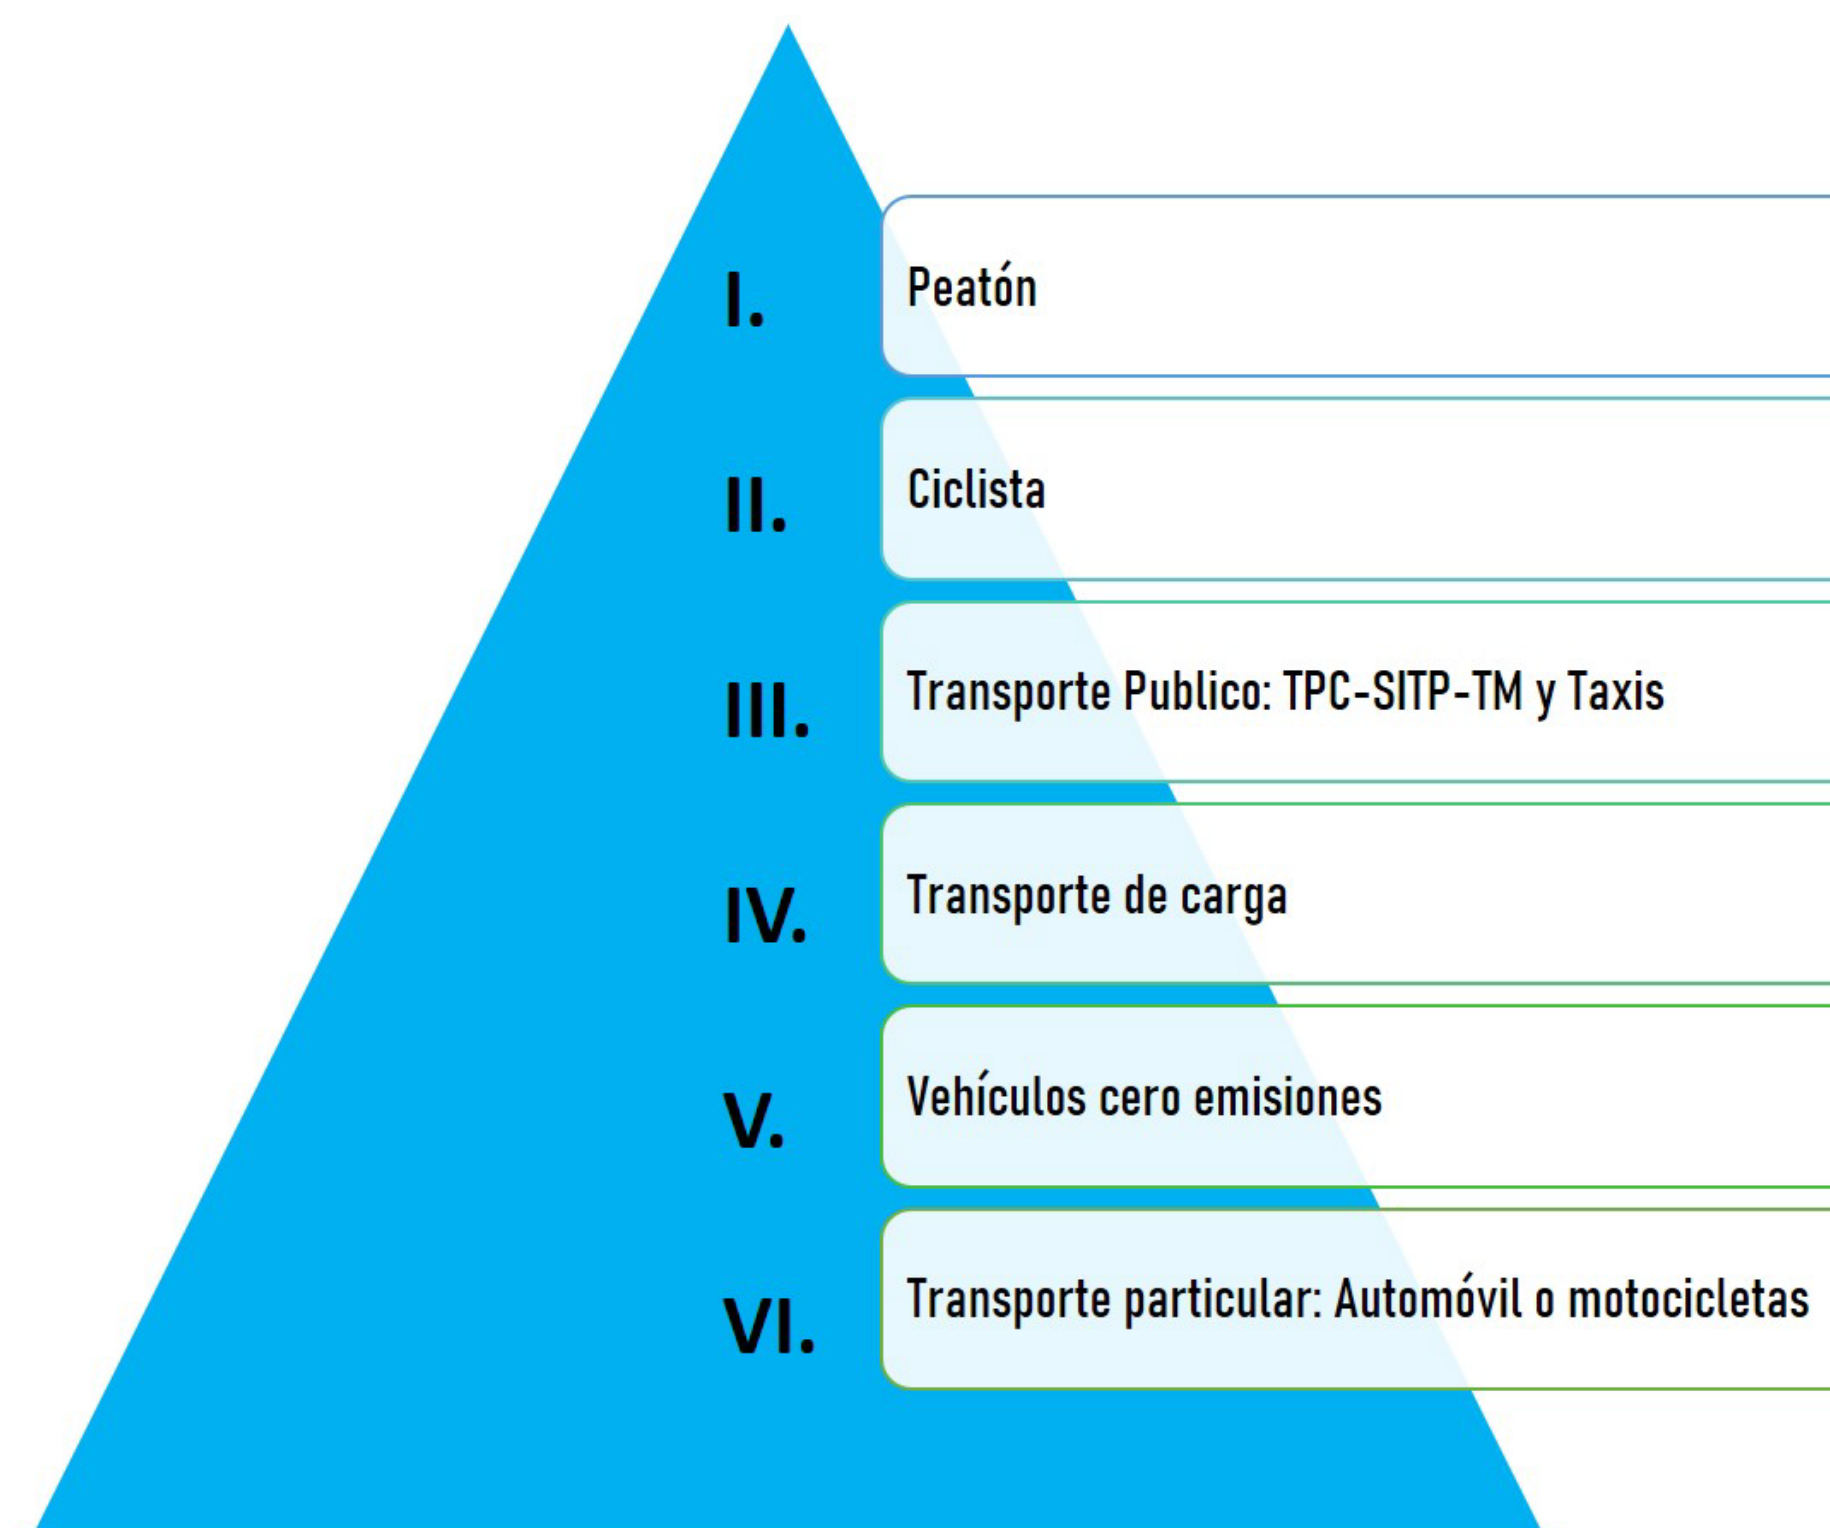 I. Peatón
II. Ciclista
III. Transporte Publico: TPC-SITP-TM y Taxis
IV. Transporte de carga
V. Vehículos cero emisiones
VI. Transporte particular: Automóvil o motocicletas